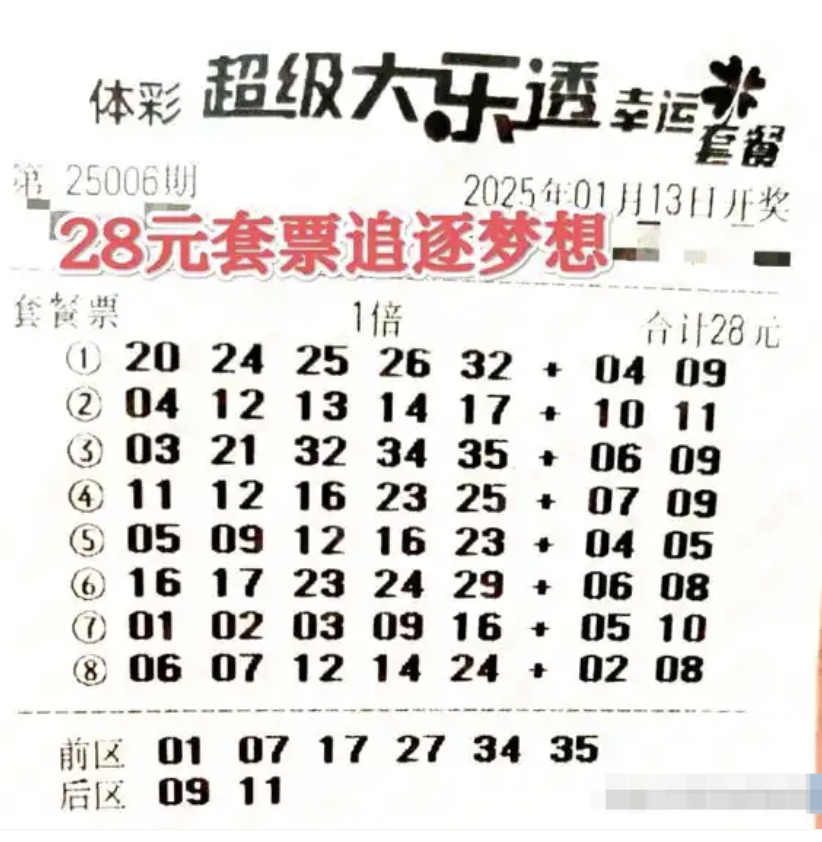 体彩 超级大乐透 幸运套餐
第 25006期 2025年01月13日开奖
28元套票追逐梦想
套餐票 1倍 合计28元
① 20 24 25 26 32 + 04 09
② 04 12 13 14 17 + 10 11
③ 03 21 32 34 35 + 06 09
④ 11 12 16 23 25 + 07 09
⑤ 05 09 12 16 23 + 04 05
⑥ 16 17 23 24 29 + 06 08
⑦ 01 02 03 09 16 + 05 10
⑧ 06 07 12 14 24 + 02 08
前区 01 07 17 27 34 35
后区 09 11